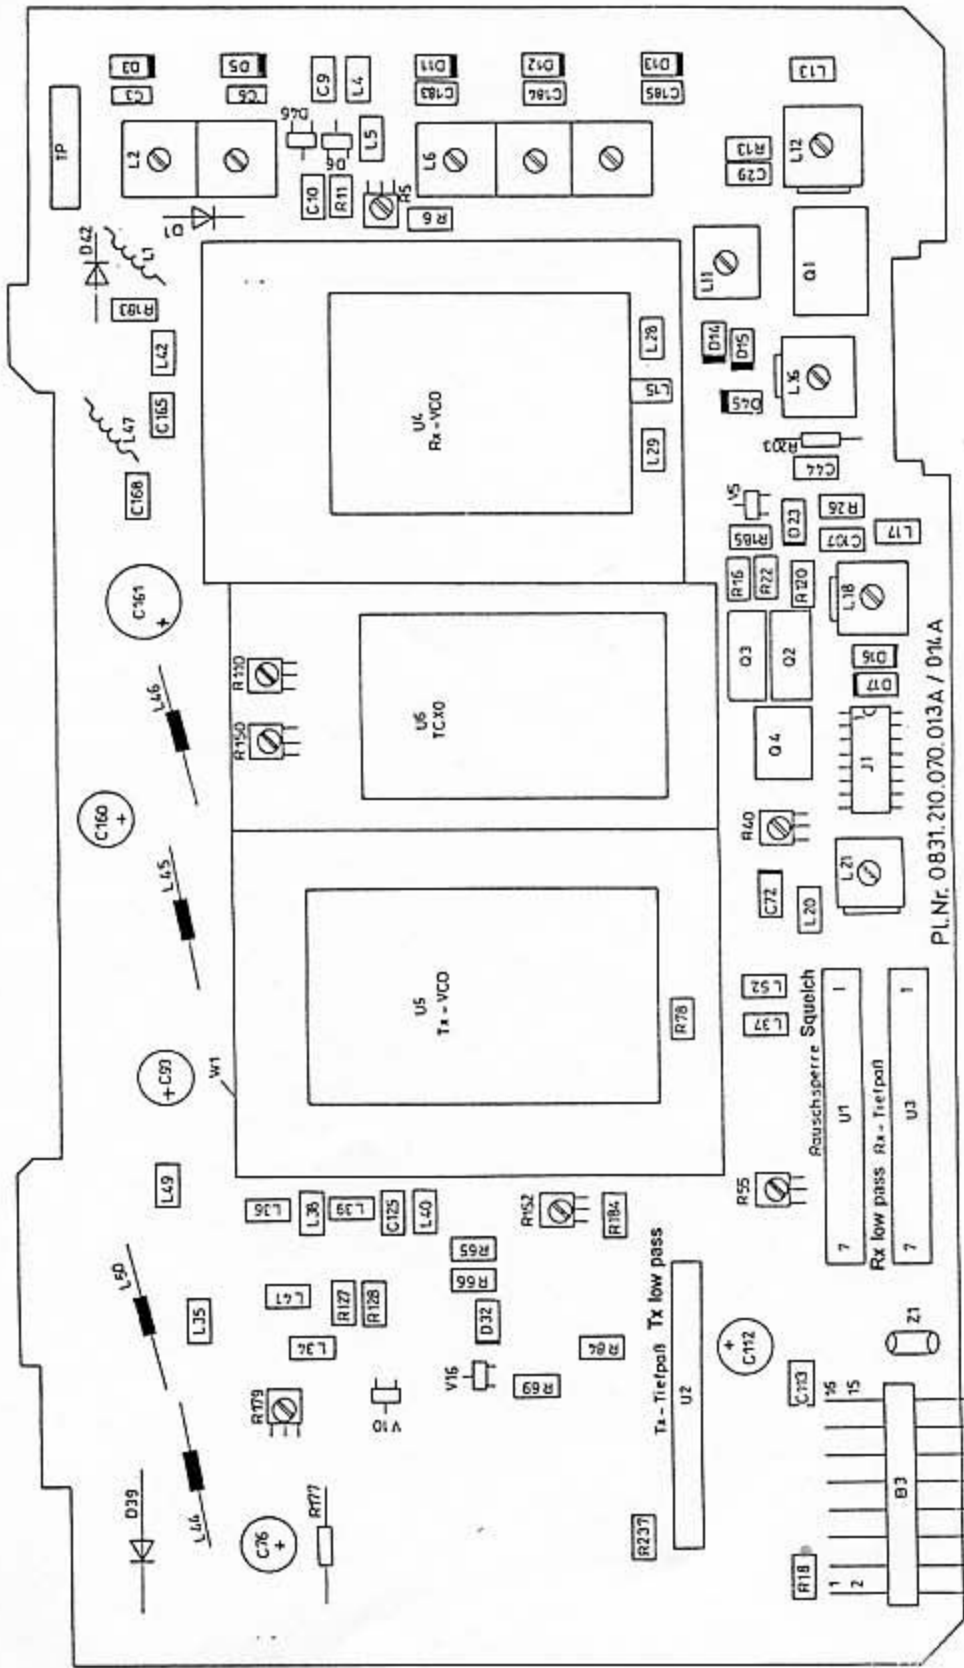 D3
C3
D5
C6
C9
L4
D11
C183
D12
C184
D13
C185
L13
TP
L2
D46
D6
L5
L6
R13
C29
L12
D1
C10
R11
R5
R6
D42
L1
R183
L42
C165
L47
C168
L11
Q1
U4
Rx-VCO
L28
L15
L29
D14
D15
D45
L16
R203
C44
V5
R185
D23
R26
C107
L17
R16
R22
R120
L18
C161
+
L46
R110
R150
U6
TCXO
Q3
Q2
Q4
D16
D17
J1
C160
+
L45
R40
C72
L20
L21
Pl.Nr. 0831.210.070.013A / 014A
U5
Tx-VCO
R78
L52
L37
+C93
W1
Rauschsperre Squelch
7 U1 1
Rx low pass Rx-Tiefpaß
7 U3 1
R55
L49
L36
L38
L39
C125
L40
R152
R184
L50
L35
L41
R127
R128
L34
R65
R66
D32
V16
R69
R84
Tx-Tiefpaß Tx low pass
U2
+
C112
Z1
C113
16
15
R179
V10
D39
L44
C76
+
R177
R237
R18
1
2
B3